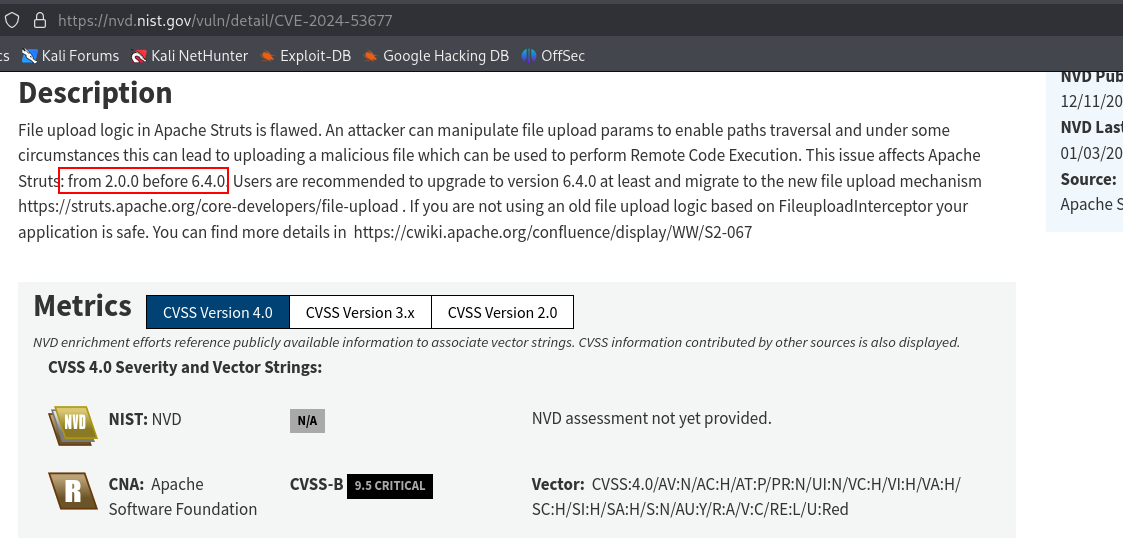 https://nvd.nist.gov/vuln/detail/CVE-2024-53677
cs Kali Forums Kali NetHunter Exploit-DB Google Hacking DB OffSec
Description
File upload logic in Apache Struts is flawed. An attacker can manipulate file upload params to enable paths traversal and under some
circumstances this can lead to uploading a malicious file which can be used to perform Remote Code Execution. This issue affects Apache
Struts: from 2.0.0 before 6.4.0. Users are recommended to upgrade to version 6.4.0 at least and migrate to the new file upload mechanism
https://struts.apache.org/core-developers/file-upload . If you are not using an old file upload logic based on FileuploadInterceptor your
application is safe. You can find more details in https://cwiki.apache.org/confluence/display/WW/S2-067
NVD Pub
12/11/20
NVD Last
01/03/20
Source:
Apache S
Metrics
CVSS Version 4.0 CVSS Version 3.x CVSS Version 2.0
NVD enrichment efforts reference publicly available information to associate vector strings. CVSS information contributed by other sources is also displayed.
CVSS 4.0 Severity and Vector Strings:
NVD NIST: NVD N/A NVD assessment not yet provided.
R CNA: Apache CVSS-B 9.5 CRITICAL Vector: CVSS:4.0/AV:N/AC:H/AT:P/PR:N/UI:N/VC:H/VI:H/VA:H/
Software Foundation SC:H/SI:H/SA:H/S:N/AU:Y/R:A/V:C/RE:L/U:Red